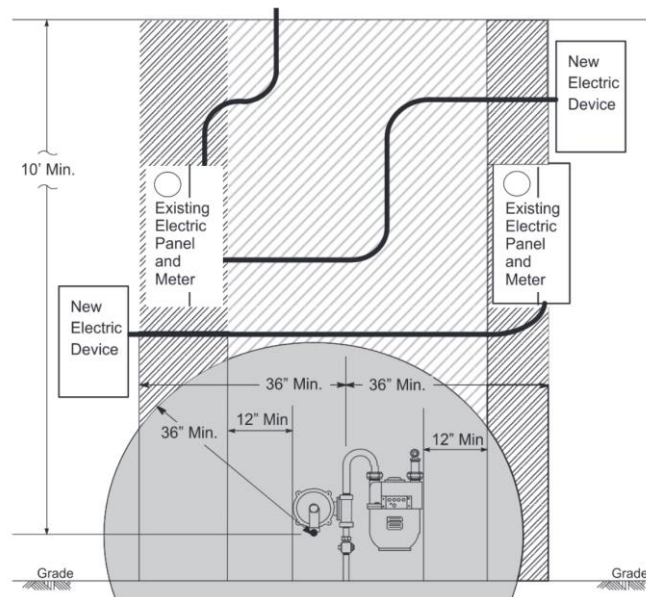 New
Electric
Device
10' Min.
Existing
Electric
Panel
and
Meter
Existing
Electric
Panel
and
Meter
New
Electric
Device
36" Min.
36" Min.
12" Min
36" Min.
12" Min
Grade
Grade